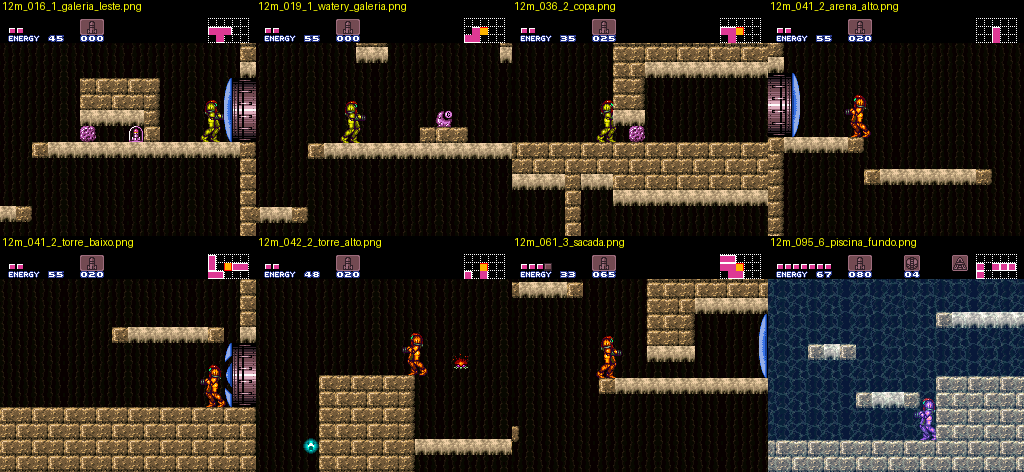 12m_016_1_galeria_leste.png
ENERGY 45 000
12m_019_1_watery_galeria.png
ENERGY 55 000
12m_036_2_copa.png
ENERGY 35 025
12m_041_2_arena_alto.png
ENERGY 55 020
12m_041_2_torre_baixo.png
ENERGY 55 020
12m_042_2_torre_alto.png
ENERGY 48 020
12m_061_3_sacada.png
ENERGY 33 065
12m_095_6_piscina_fundo.png
ENERGY 67 080 04